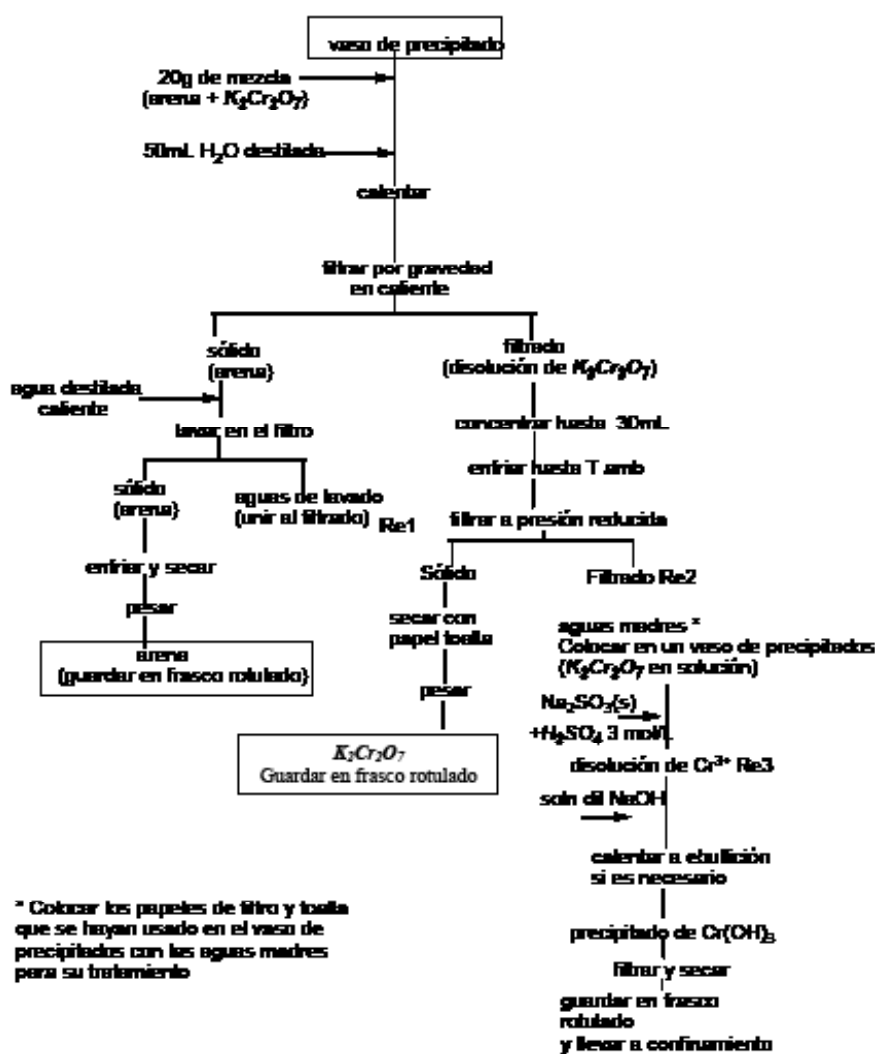 vaso de precipitado
20g de mezcla
(arena + K₂Cr₂O₇)
50mL H₂O destilada
calentar
filtrar por gravedad
en caliente
sólido
(arena)
agua destilada
caliente
lavar en el filtro
sólido
(arena)
aguas de lavado
(unir al filtrado) Re1
enfriar y secar
pesar
arena
(guardar en frasco rotulado)
filtrado
(disolución de K₂Cr₂O₇)
concentrar hasta 30mL
enfriar hasta T amb
filtrar a presión reducida
Sólido
secar con
papel toalla
pesar
K₂Cr₂O₇
Guardar en frasco rotulado
Filtrado Re2
aguas madres *
Colocar en un vaso de precipitados
(K₂Cr₂O₇ en solución)
Na₂SO₃(s)
+H₂SO₄ 3 mol/L
disolución de Cr³⁺ Re3
soln dil NaOH
calentar a ebullición
si es necesario
precipitado de Cr(OH)₃
filtrar y secar
guardar en frasco
rotulado
y llevar a confinamiento
* Colocar los papeles de filtro y toalla
que se hayan usado en el vaso de
precipitados con las aguas madres
para su tratamiento